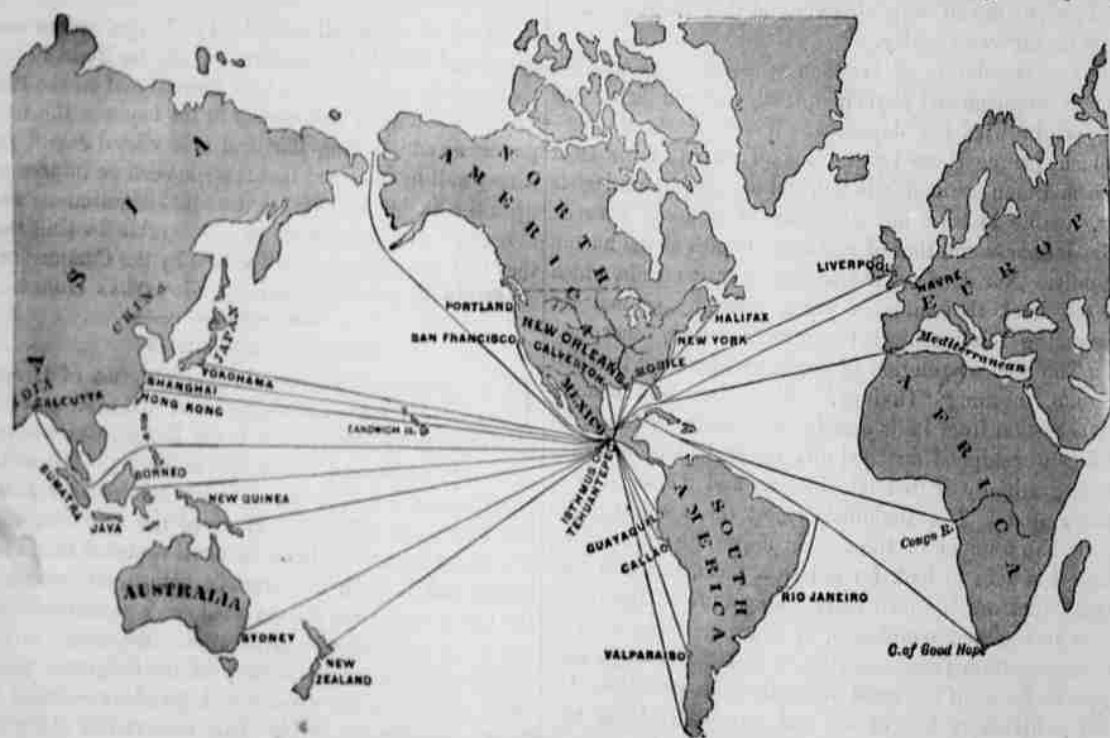 ASIA
NORTH
AMERICA
EUROPE
LIVERPOOL
HAVRE
PORTLAND
HALIFAX
SAN FRANCISCO
NEW ORLEANS
NEW YORK
GALVESTON
MOBILE
Mediterranean
CHINA
JAPAN
YOKOHAMA
SHANGHAI
CALCUTTA
HONG KONG
SANDWICH IS.
MEXICO
AFRICA
ISTHMUS OF
TEHUANTEPEC
SUMATRA
BORNEO
NEW GUINEA
JAVA
GUAYAQUIL
CALLAO
SOUTH
AMERICA
Congo R.
AUSTRALIA
RIO JANEIRO
SYDNEY
NEW
ZEALAND
VALPARAISO
C. of Good Hope